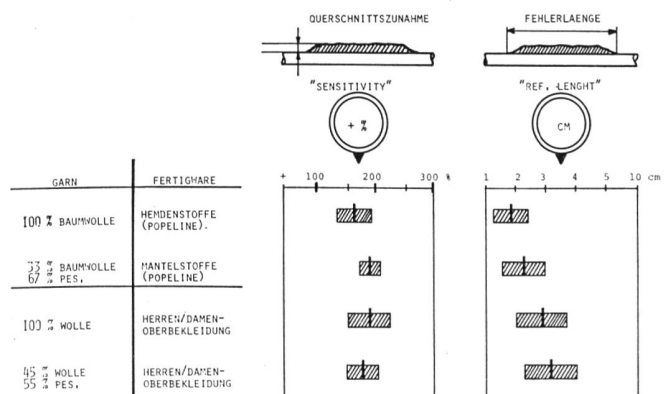 QUERSCHNITTSZUNAHME
FEHLERLAENGE
"SENSITIVITY"
"REF. LENGHT"
+ %
CM
GARN
FERTIGWARE
+ 100 200 300 %
1 2 3 5 10 cm
100 % BAUMWOLLE
HEMDENSTOFFE
(POPELINE).
33 % BAUMWOLLE
67 % PES.
MANTELSTOFFE
(POPELINE)
100 % WOLLE
HERREN/DAMEN-
OBERBEKLEIDUNG
45 % WOLLE
55 % PES.
HERREN/DAMEN-
OBERBEKLEIDUNG